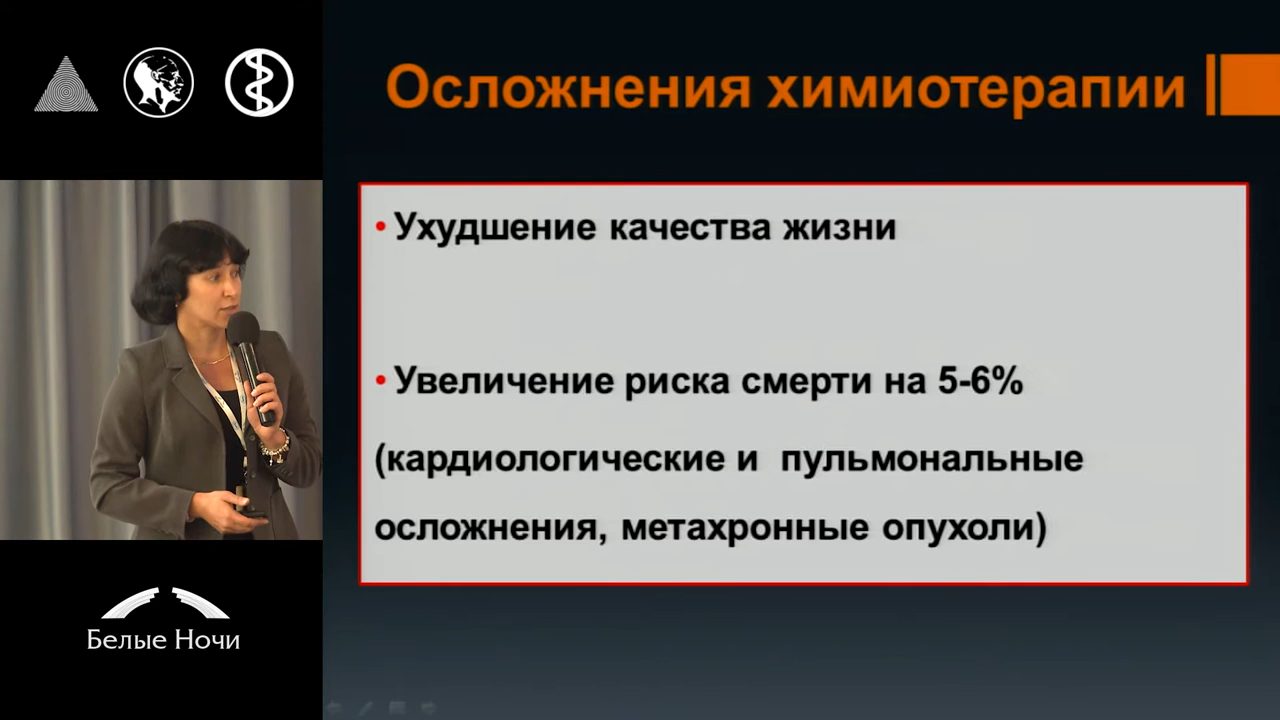 Осложнения химиотерапии
• Ухудшение качества жизни
• Увеличение риска смерти на 5-6%
(кардиологические и пульмональные
осложнения, метахронные опухоли)
Белые Ночи